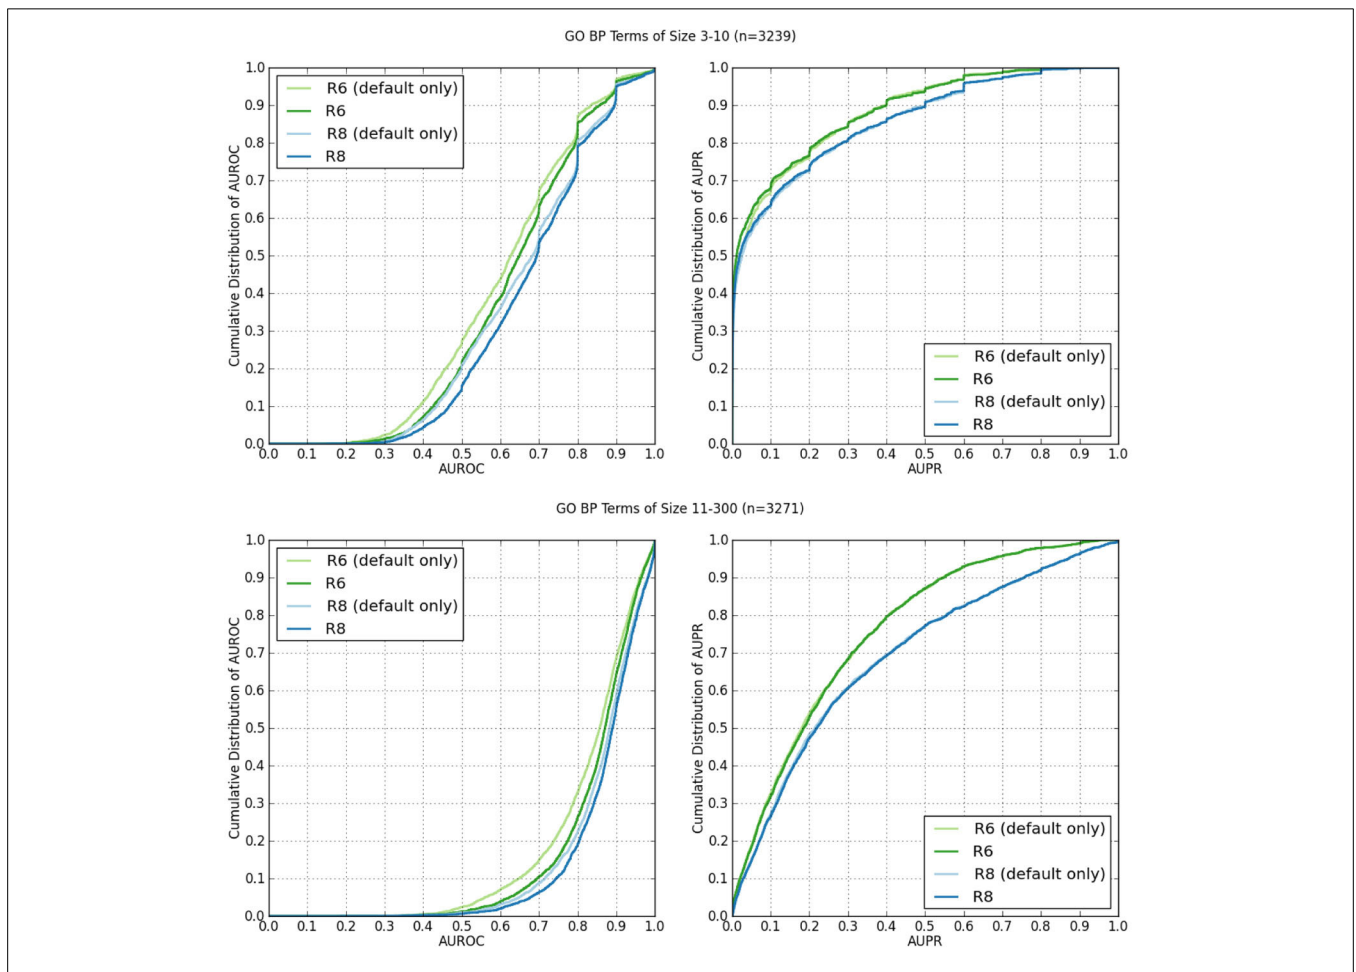 GO BP Terms of Size 3-10 (n=3239)
Cumulative Distribution of AUROC
1.0
0.9
0.8
0.7
0.6
0.5
0.4
0.3
0.2
0.1
0.0
R6 (default only)
R6
R8 (default only)
R8
0.0 0.1 0.2 0.3 0.4 0.5 0.6 0.7 0.8 0.9 1.0
AUROC
Cumulative Distribution of AUPR
1.0
0.9
0.8
0.7
0.6
0.5
0.4
0.3
0.2
0.1
0.0
R6 (default only)
R6
R8 (default only)
R8
0.0 0.1 0.2 0.3 0.4 0.5 0.6 0.7 0.8 0.9 1.0
AUPR
GO BP Terms of Size 11-300 (n=3271)
Cumulative Distribution of AUROC
1.0
0.9
0.8
0.7
0.6
0.5
0.4
0.3
0.2
0.1
0.0
R6 (default only)
R6
R8 (default only)
R8
0.0 0.1 0.2 0.3 0.4 0.5 0.6 0.7 0.8 0.9 1.0
AUROC
Cumulative Distribution of AUPR
1.0
0.9
0.8
0.7
0.6
0.5
0.4
0.3
0.2
0.1
0.0
R6 (default only)
R6
R8 (default only)
R8
0.0 0.1 0.2 0.3 0.4 0.5 0.6 0.7 0.8 0.9 1.0
AUPR